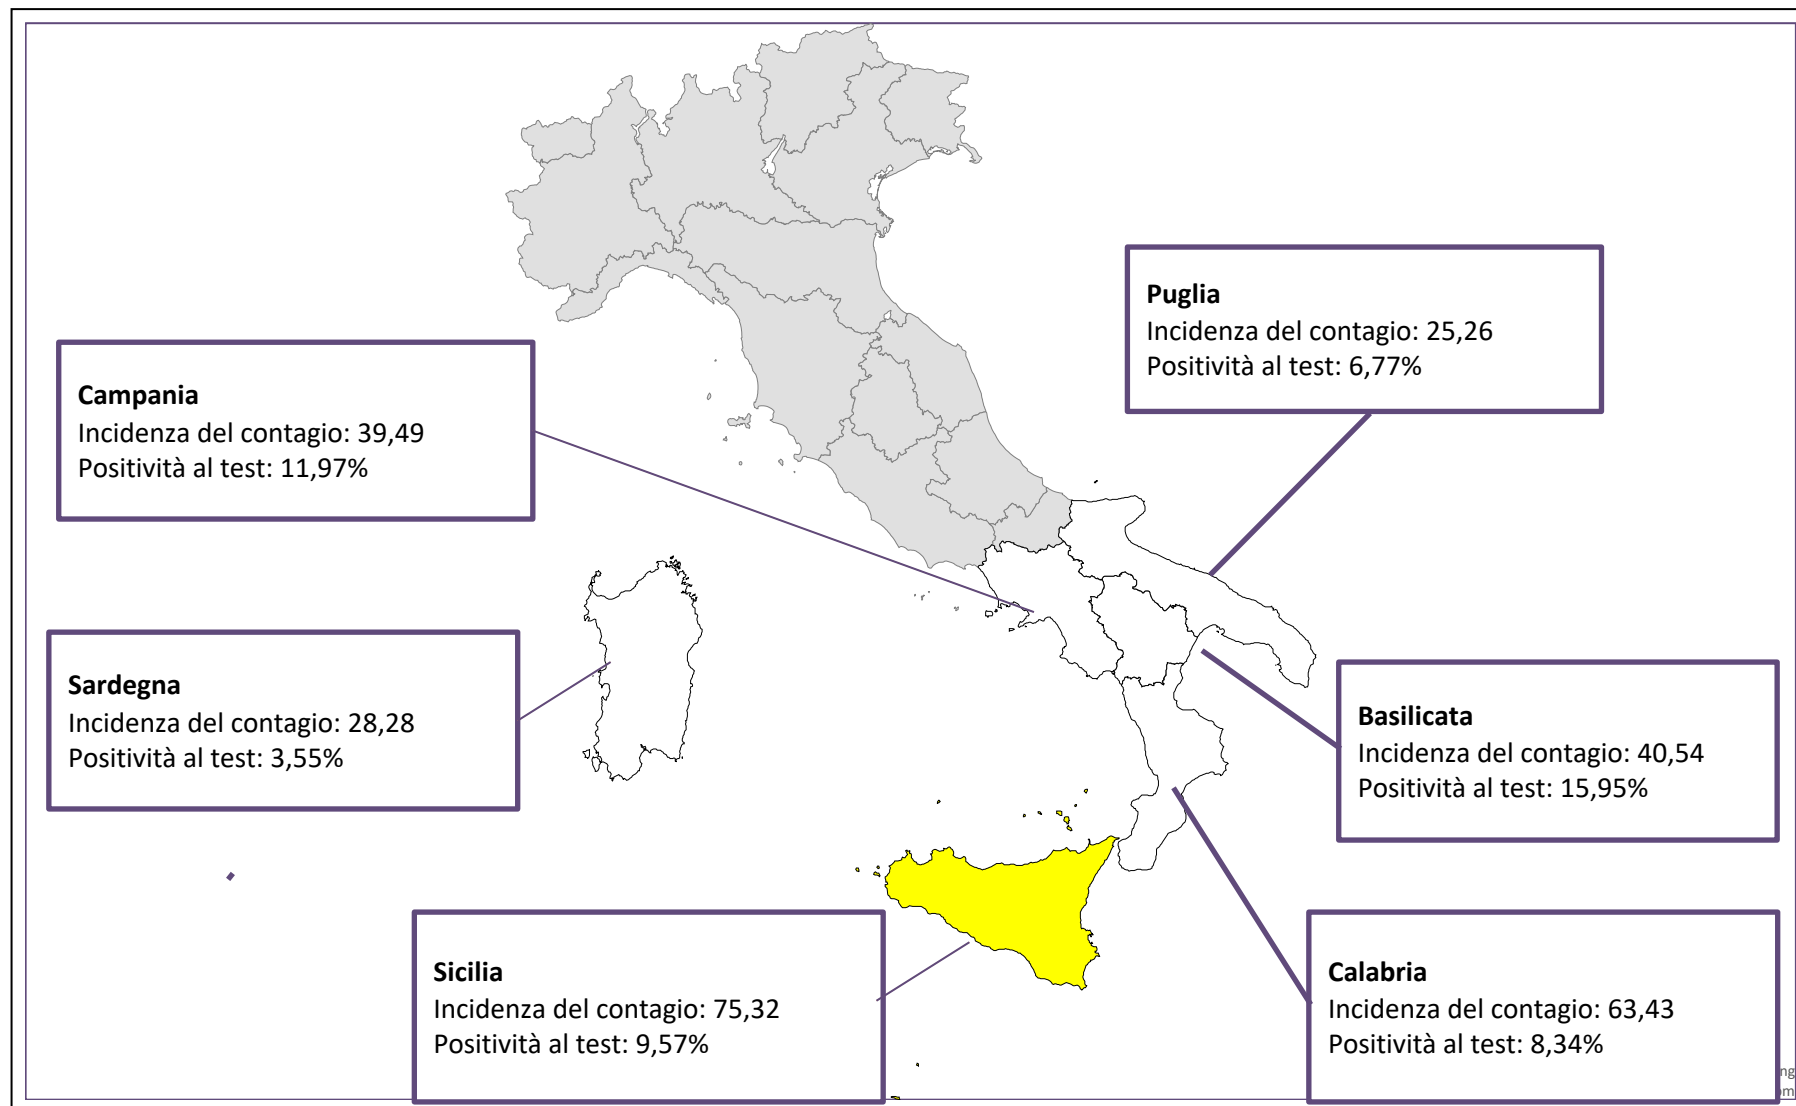 Puglia
Incidenza del contagio: 25,26
Positività al test: 6,77%
Campania
Incidenza del contagio: 39,49
Positività al test: 11,97%
Sardegna
Incidenza del contagio: 28,28
Positività al test: 3,55%
Basilicata
Incidenza del contagio: 40,54
Positività al test: 15,95%
Sicilia
Incidenza del contagio: 75,32
Positività al test: 9,57%
Calabria
Incidenza del contagio: 63,43
Positività al test: 8,34%